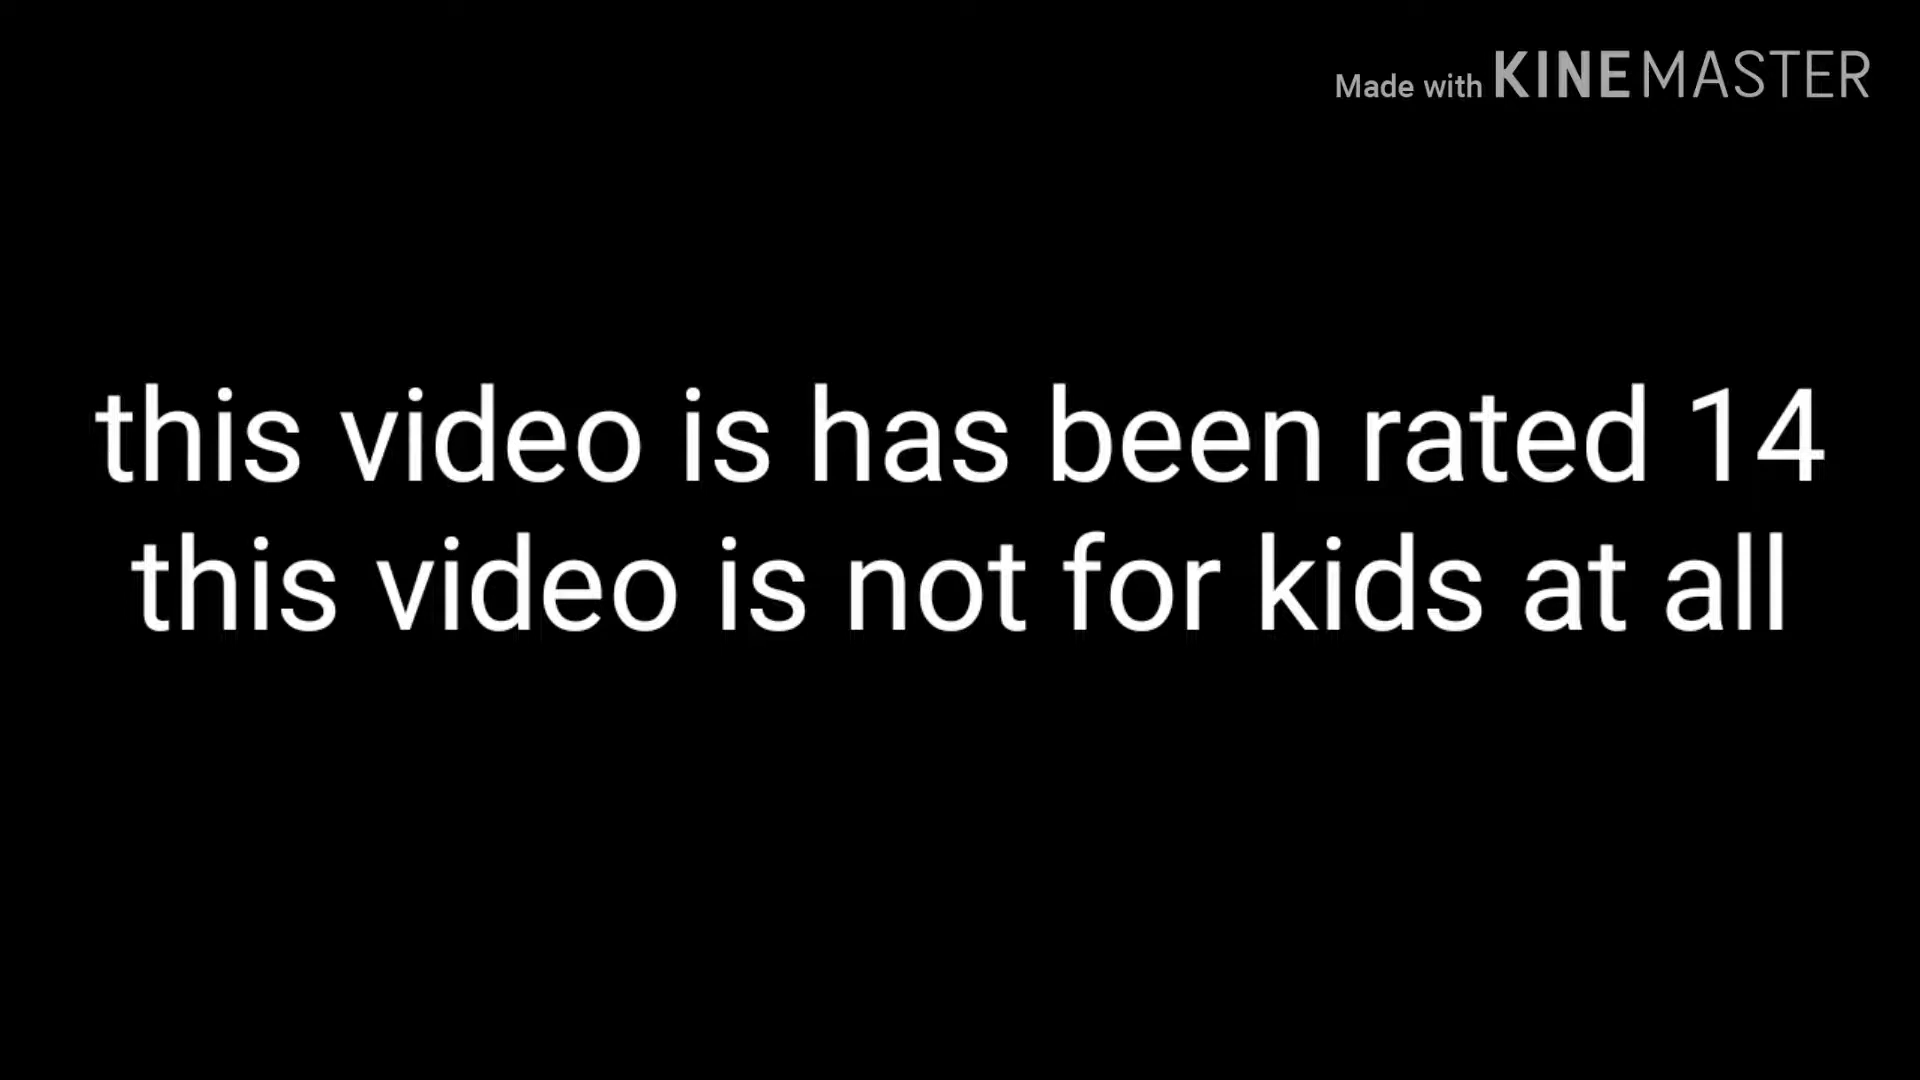 Made with KINEMASTER
this video is has been rated 14
this video is not for kids at all